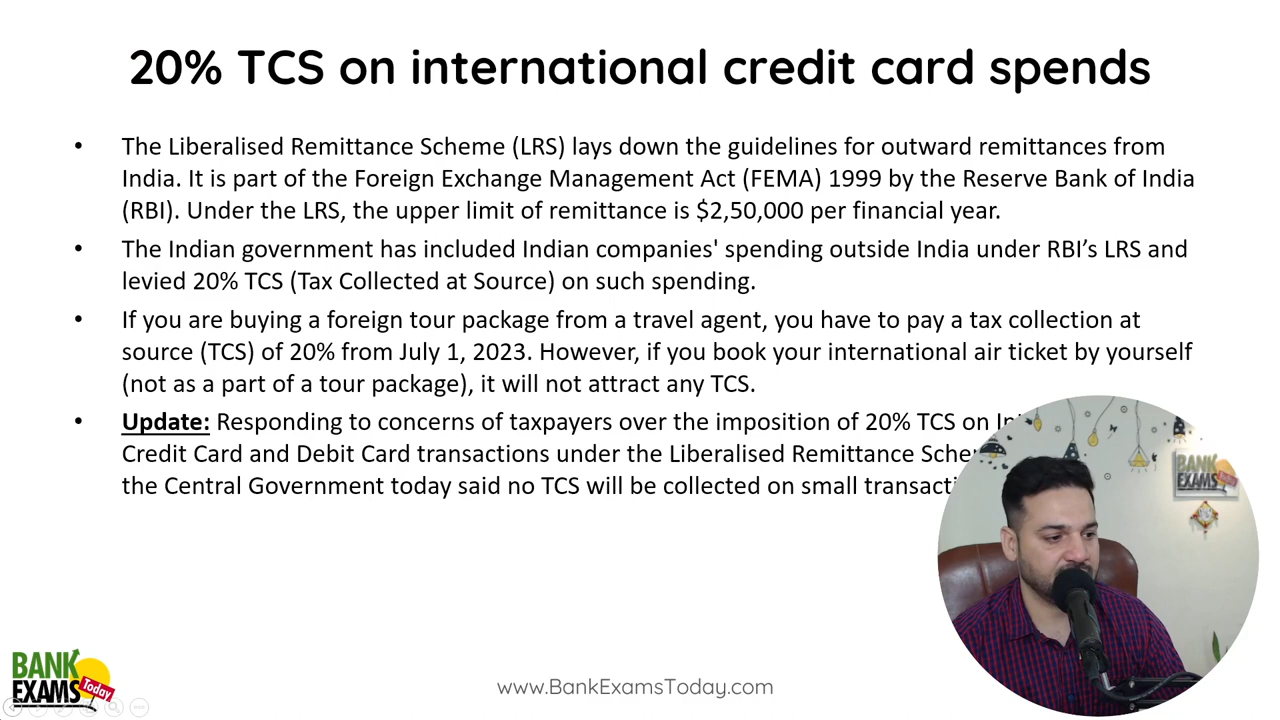 20% TCS on international credit card spends
• The Liberalised Remittance Scheme (LRS) lays down the guidelines for outward remittances from
India. It is part of the Foreign Exchange Management Act (FEMA) 1999 by the Reserve Bank of India
(RBI). Under the LRS, the upper limit of remittance is $2,50,000 per financial year.
• The Indian government has included Indian companies' spending outside India under RBI’s LRS and
levied 20% TCS (Tax Collected at Source) on such spending.
• If you are buying a foreign tour package from a travel agent, you have to pay a tax collection at
source (TCS) of 20% from July 1, 2023. However, if you book your international air ticket by yourself
(not as a part of a tour package), it will not attract any TCS.
• Update: Responding to concerns of taxpayers over the imposition of 20% TCS on
Credit Card and Debit Card transactions under the Liberalised Remittance
the Central Government today said no TCS will be collected on small
BANK
EXAMS
BANK
EXAMS Today
www.BankExamsToday.com